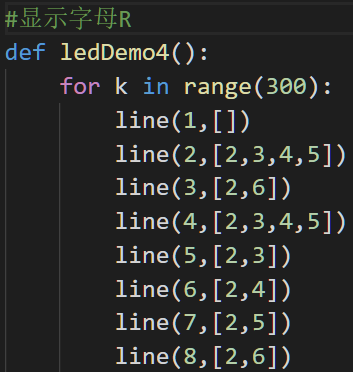 #显示字母R
def ledDemo4():
    for k in range(300):
        line(1,[])
        line(2,[2,3,4,5])
        line(3,[2,6])
        line(4,[2,3,4,5])
        line(5,[2,3])
        line(6,[2,4])
        line(7,[2,5])
        line(8,[2,6])